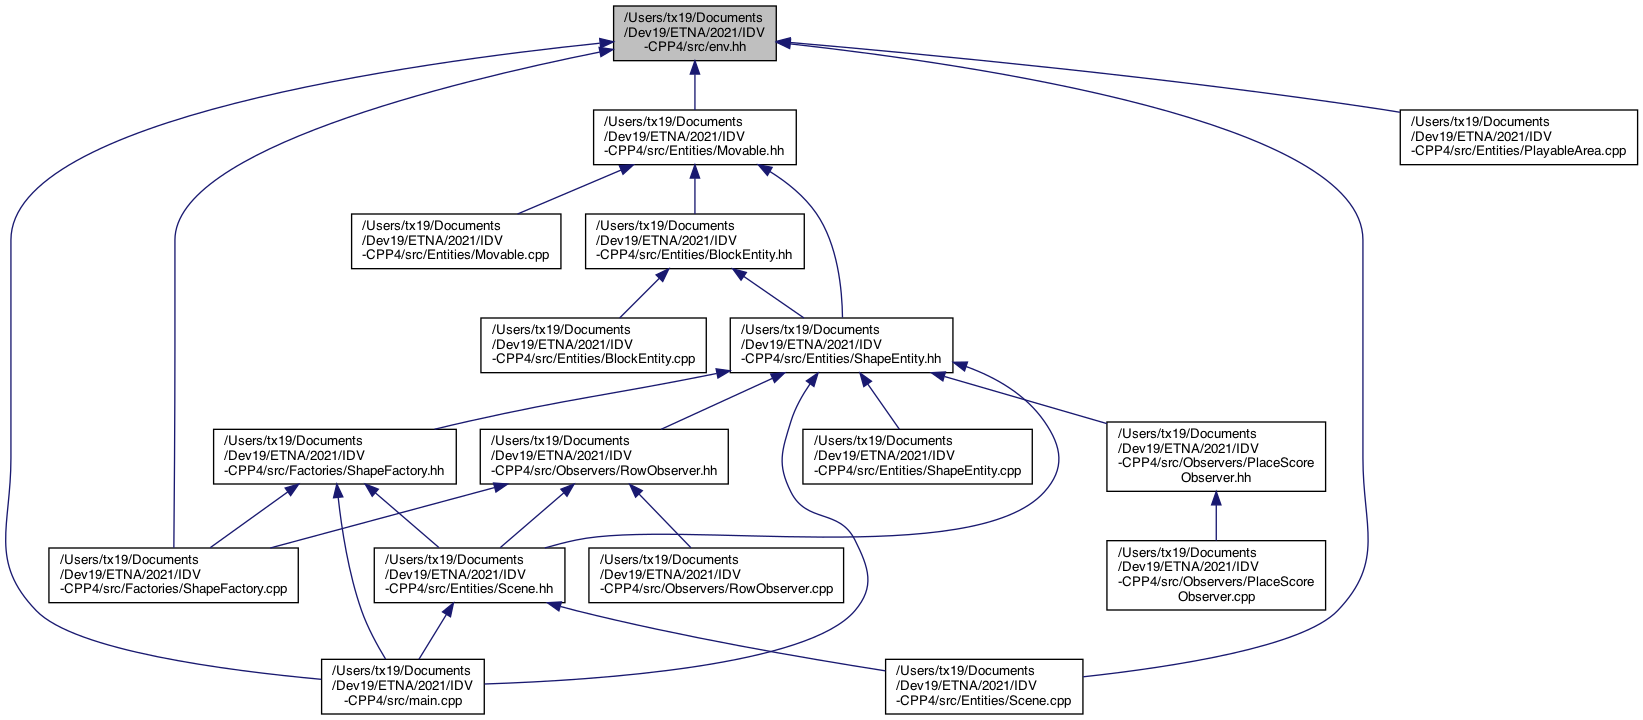 /Users/tx19/Documents
/Dev19/ETNA/2021/IDV
-CPP4/src/env.hh
/Users/tx19/Documents
/Dev19/ETNA/2021/IDV
-CPP4/src/Entities/Movable.hh
/Users/tx19/Documents
/Dev19/ETNA/2021/IDV
-CPP4/src/Entities/PlayableArea.cpp
/Users/tx19/Documents
/Dev19/ETNA/2021/IDV
-CPP4/src/Entities/Movable.cpp
/Users/tx19/Documents
/Dev19/ETNA/2021/IDV
-CPP4/src/Entities/BlockEntity.hh
/Users/tx19/Documents
/Dev19/ETNA/2021/IDV
-CPP4/src/Entities/BlockEntity.cpp
/Users/tx19/Documents
/Dev19/ETNA/2021/IDV
-CPP4/src/Entities/ShapeEntity.hh
/Users/tx19/Documents
/Dev19/ETNA/2021/IDV
-CPP4/src/Factories/ShapeFactory.hh
/Users/tx19/Documents
/Dev19/ETNA/2021/IDV
-CPP4/src/Observers/RowObserver.hh
/Users/tx19/Documents
/Dev19/ETNA/2021/IDV
-CPP4/src/Entities/ShapeEntity.cpp
/Users/tx19/Documents
/Dev19/ETNA/2021/IDV
-CPP4/src/Observers/PlaceScore
Observer.hh
/Users/tx19/Documents
/Dev19/ETNA/2021/IDV
-CPP4/src/Factories/ShapeFactory.cpp
/Users/tx19/Documents
/Dev19/ETNA/2021/IDV
-CPP4/src/Entities/Scene.hh
/Users/tx19/Documents
/Dev19/ETNA/2021/IDV
-CPP4/src/Observers/RowObserver.cpp
/Users/tx19/Documents
/Dev19/ETNA/2021/IDV
-CPP4/src/Observers/PlaceScore
Observer.cpp
/Users/tx19/Documents
/Dev19/ETNA/2021/IDV
-CPP4/src/main.cpp
/Users/tx19/Documents
/Dev19/ETNA/2021/IDV
-CPP4/src/Entities/Scene.cpp